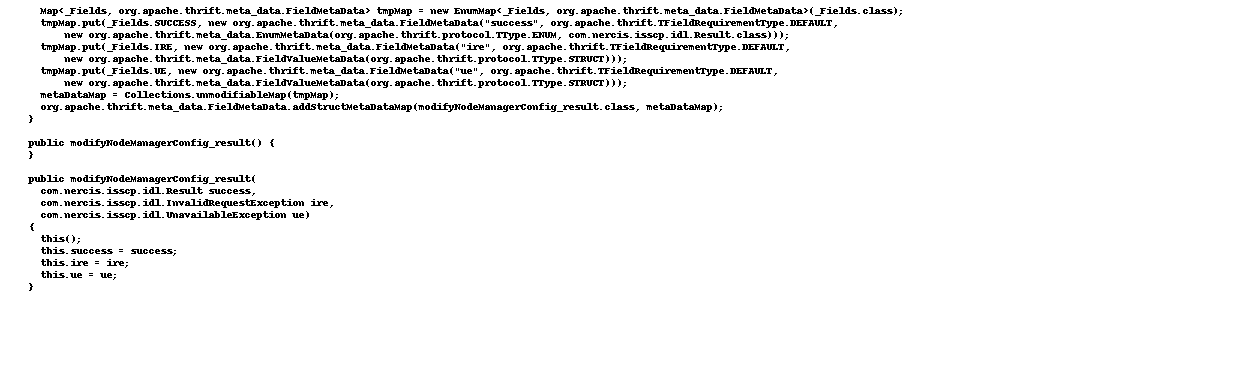 Map<_Fields, org.apache.thrift.meta_data.FieldMetaData> tmpMap = new EnumMap<_Fields, org.apache.thrift.meta_data.FieldMetaData>(_Fields.class);
tmpMap.put(_Fields.SUCCESS, new org.apache.thrift.meta_data.FieldMetaData("success", org.apache.thrift.TFieldRequirementType.DEFAULT,
new org.apache.thrift.meta_data.EnumMetaData(org.apache.thrift.protocol.TType.ENUM, com.nercis.isscp.idl.Result.class)));
tmpMap.put(_Fields.IRE, new org.apache.thrift.meta_data.FieldMetaData("ire", org.apache.thrift.TFieldRequirementType.DEFAULT,
new org.apache.thrift.meta_data.FieldValueMetaData(org.apache.thrift.protocol.TType.STRUCT)));
tmpMap.put(_Fields.UE, new org.apache.thrift.meta_data.FieldMetaData("ue", org.apache.thrift.TFieldRequirementType.DEFAULT,
new org.apache.thrift.meta_data.FieldValueMetaData(org.apache.thrift.protocol.TType.STRUCT)));
metaDataMap = Collections.unmodifiableMap(tmpMap);
org.apache.thrift.meta_data.FieldMetaData.addStructMetaDataMap(modifyNodeManagerConfig_result.class, metaDataMap);
}
public modifyNodeManagerConfig_result() {
}
public modifyNodeManagerConfig_result(
com.nercis.isscp.idl.Result success,
com.nercis.isscp.idl.InvalidRequestException ire,
com.nercis.isscp.idl.UnavailableException ue)
{
this();
this.success = success;
this.ire = ire;
this.ue = ue;
}